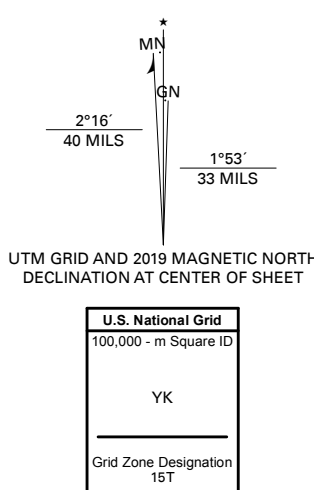 MN
GN
2°16´
40 MILS
1°53´
33 MILS
UTM GRID AND 2019 MAGNETIC NORTH
DECLINATION AT CENTER OF SHEET
U.S. National Grid
100,000 - m Square ID
YK
Grid Zone Designation
15T